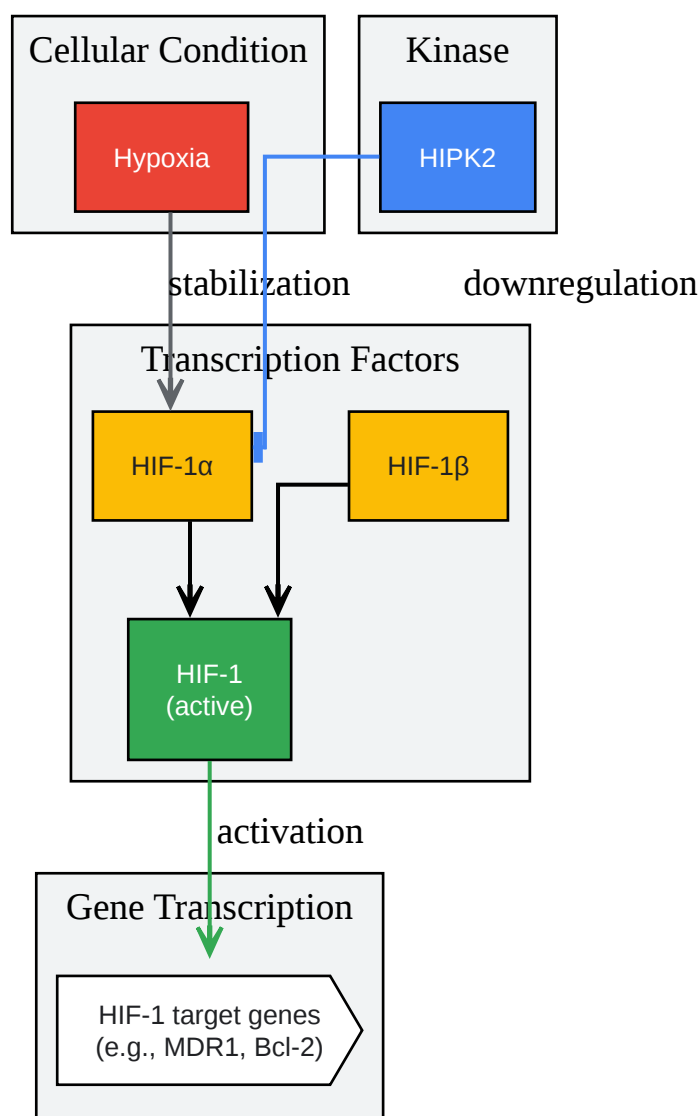 Cellular Condition
Kinase
Hypoxia
HIPK2
stabilization
downregulation
Transcription Factors
HIF-1α
HIF-1β
HIF-1
(active)
activation
Gene Transcription
HIF-1 target genes
(e.g., MDR1, Bcl-2)